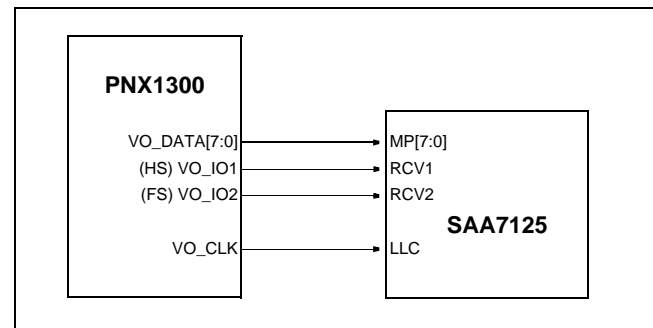 PNX1300
VO_DATA[7:0]
(HS) VO_IO1
(FS) VO_IO2
VO_CLK
MP[7:0]
RCV1
RCV2
SAA7125
LLC